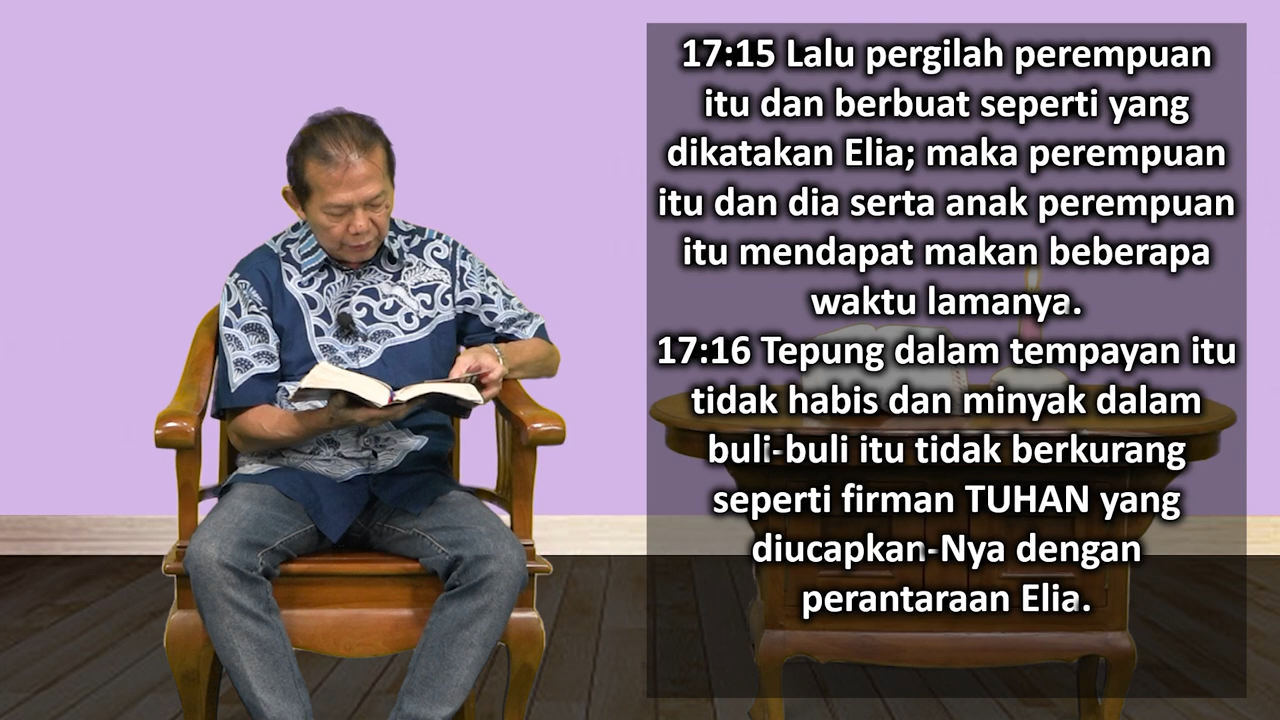 17:15 Lalu pergilah perempuan
itu dan berbuat seperti yang
dikatakan Elia; maka perempuan
itu dan dia serta anak perempuan
itu mendapat makan beberapa
waktu lamanya.
17:16 Tepung dalam tempayan itu
tidak habis dan minyak dalam
buli-buli itu tidak berkurang
seperti firman TUHAN yang
diucapkan-Nya dengan
perantaraan Elia.